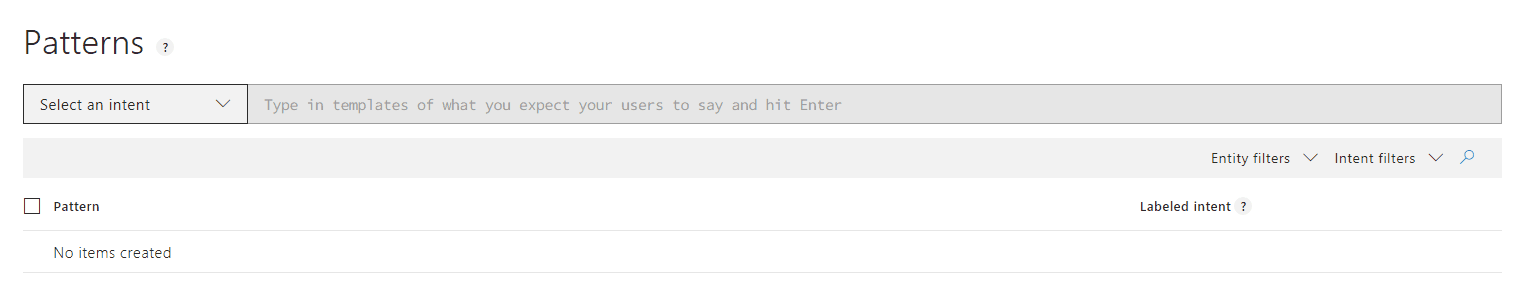 Patterns ?
Select an intent Type in templates of what you expect your users to say and hit Enter
Entity filters Intent filters
Pattern Labeled intent ?
No items created